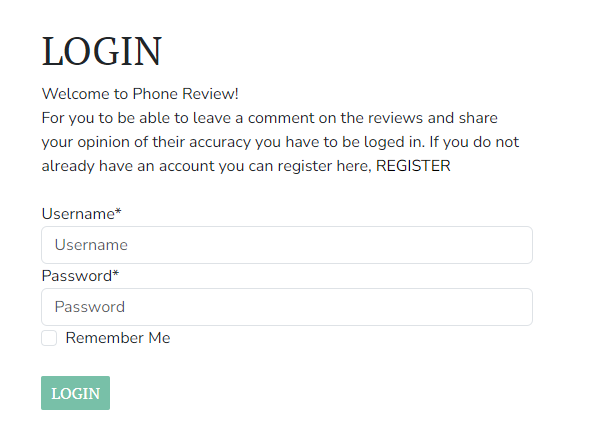 LOGIN
Welcome to Phone Review!
For you to be able to leave a comment on the reviews and share
your opinion of their accuracy you have to be loged in. If you do not
already have an account you can register here, REGISTER
Username*
Username
Password*
Password
Remember Me
LOGIN